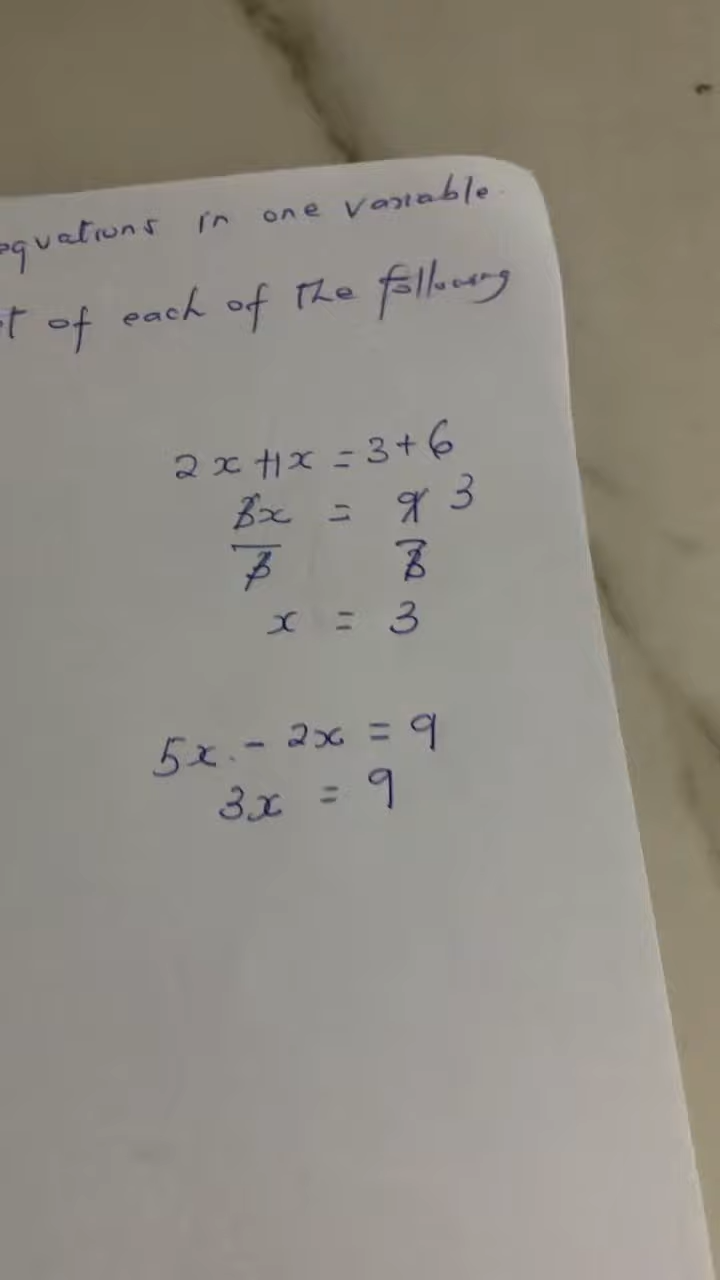 equations in one variable.
t of each of the following
2x + 1x = 3 + 6
3x = 9 3
3 3
x = 3
5x - 2x = 9
3x = 9